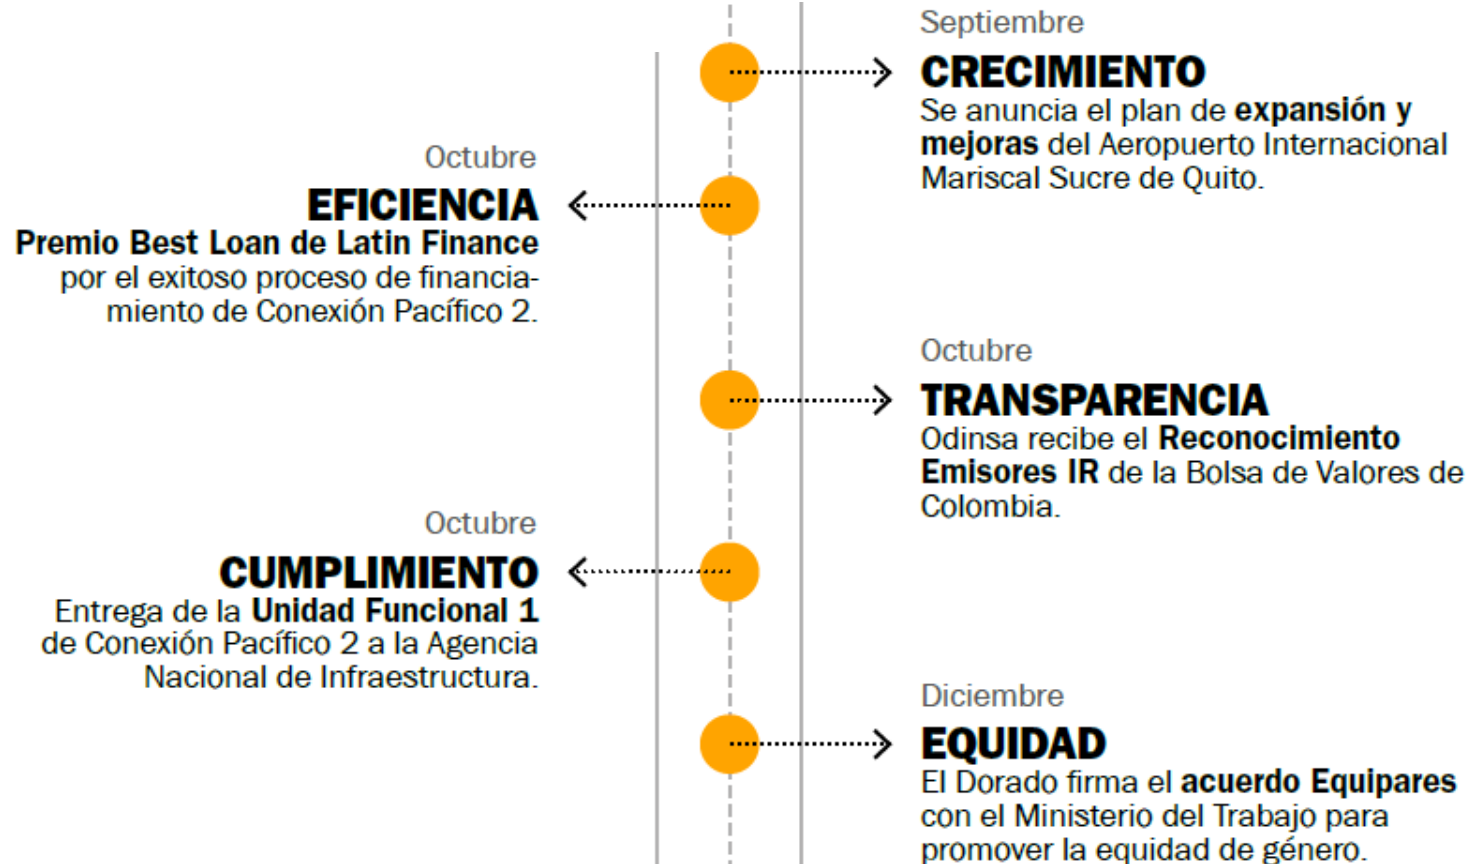 Septiembre
CRECIMIENTO
Se anuncia el plan de expansión y
mejoras del Aeropuerto Internacional
Mariscal Sucre de Quito.
Octubre
EFICIENCIA
Premio Best Loan de Latin Finance
por el exitoso proceso de financia-
miento de Conexión Pacífico 2.
Octubre
TRANSPARENCIA
Odinsa recibe el Reconocimiento
Emisores IR de la Bolsa de Valores de
Colombia.
Octubre
CUMPLIMIENTO
Entrega de la Unidad Funcional 1
de Conexión Pacífico 2 a la Agencia
Nacional de Infraestructura.
Diciembre
EQUIDAD
El Dorado firma el acuerdo Equipares
con el Ministerio del Trabajo para
promover la equidad de género.